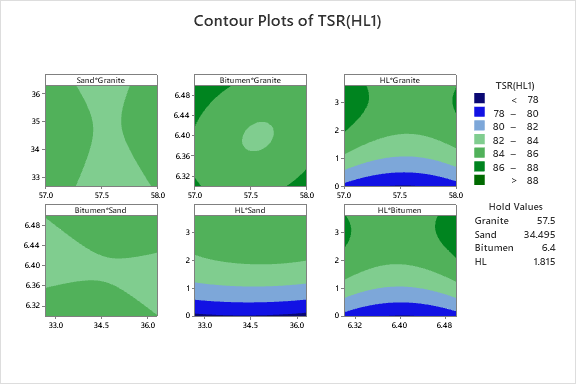 Contour Plots of TSR(HL1)
Sand*Granite
36
35
34
33
57.0 57.5 58.0
Bitumen*Granite
6.48
6.44
6.40
6.36
6.32
57.0 57.5 58.0
HL*Granite
3
2
1
0
57.0 57.5 58.0
Bitumen*Sand
6.48
6.44
6.40
6.36
6.32
33.0 34.5 36.0
HL*Sand
3
2
1
0
33.0 34.5 36.0
HL*Bitumen
3
2
1
0
6.32 6.40 6.48
TSR(HL1)
< 78
78 – 80
80 – 82
82 – 84
84 – 86
86 – 88
> 88
Hold Values
Granite 57.5
Sand 34.495
Bitumen 6.4
HL 1.815